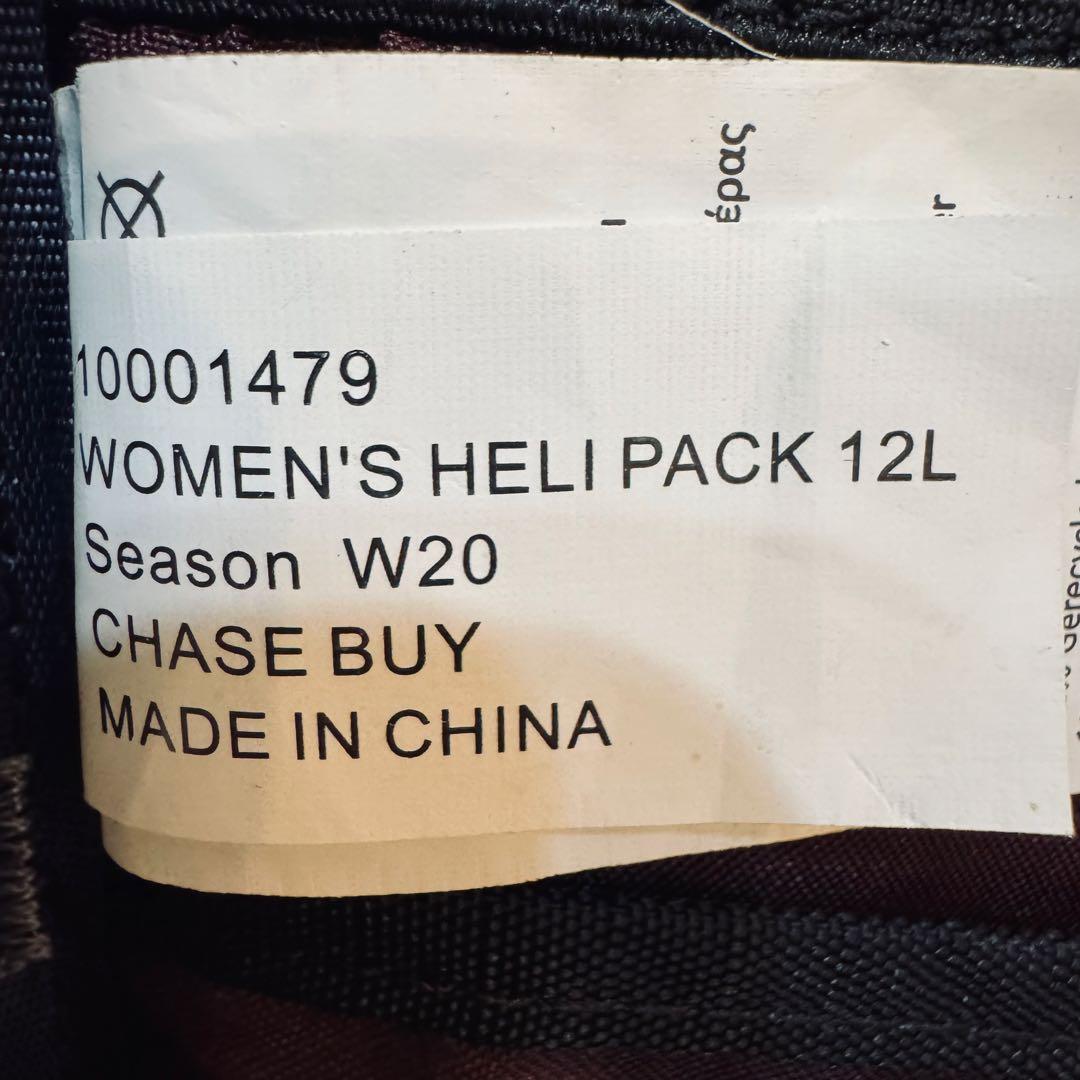 10001479
WOMEN'S HELI PACK 12L
Season W20
CHASE BUY
MADE IN CHINA